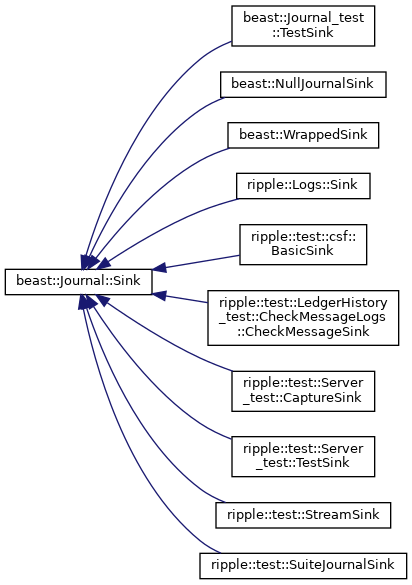 beast::Journal_test
::TestSink
beast::NullJournalSink
beast::WrappedSink
ripple::Logs::Sink
ripple::test::csf::
BasicSink
beast::Journal::Sink
ripple::test::LedgerHistory
_test::CheckMessageLogs
::CheckMessageSink
ripple::test::Server
_test::CaptureSink
ripple::test::Server
_test::TestSink
ripple::test::StreamSink
ripple::test::SuiteJournalSink